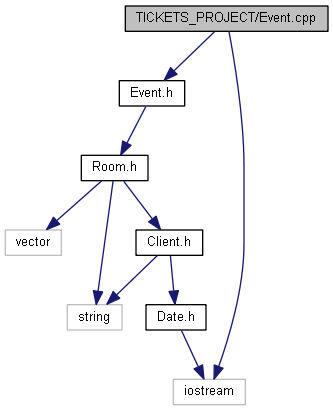 TICKETS_PROJECT/Event.cpp
Event.h
Room.h
vector
Client.h
string
Date.h
iostream